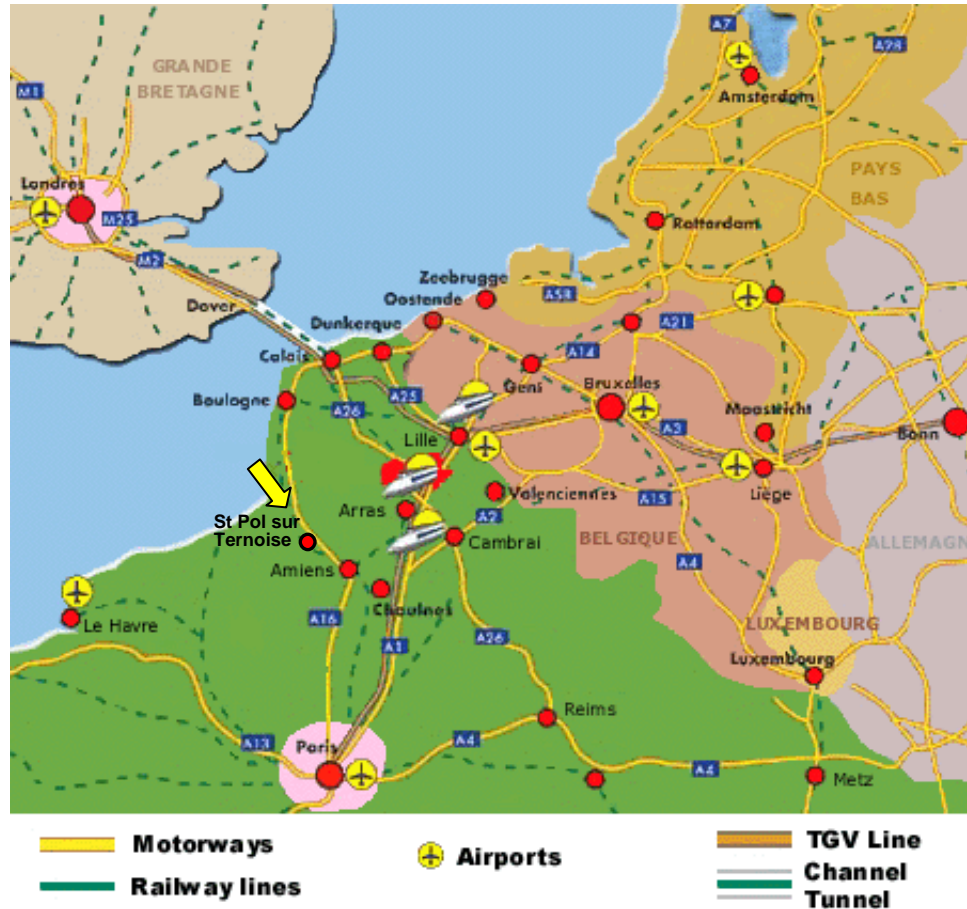 A7
A28
GRANDE
BRETAGNE
M1
Amsterdam
PAYS
BAS
Londres
M25
Rotterdam
M2
Zeebrugge
A58
Dover
Oostende
Dunkerque
A21
Calais
A14
Gent
Bruxelles
A25
Boulogne
A26
Maastricht
A3
Lille
Bonn
Liège
Valenciennes
A15
Arras
A2
St Pol sur
Ternoise
Cambrai
BELGIQUE
ALLEMAGN
A4
Amiens
Chaulnes
Le Havre
A16
A1
A26
LUXEMBOURG
Luxembourg
Reims
A13
Paris
A4
A4
Metz
Motorways
Railway lines
Airports
TGV Line
Channel
Tunnel